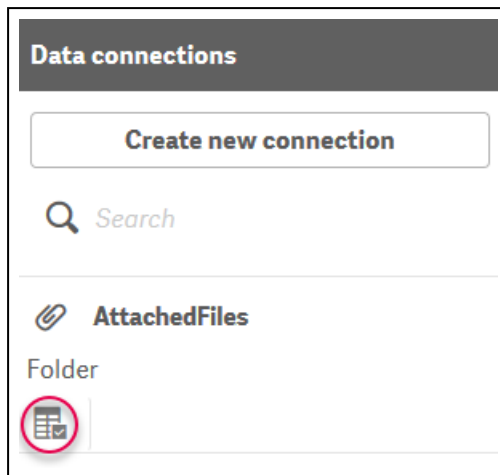 Data connections
Create new connection
Search
AttachedFiles
Folder